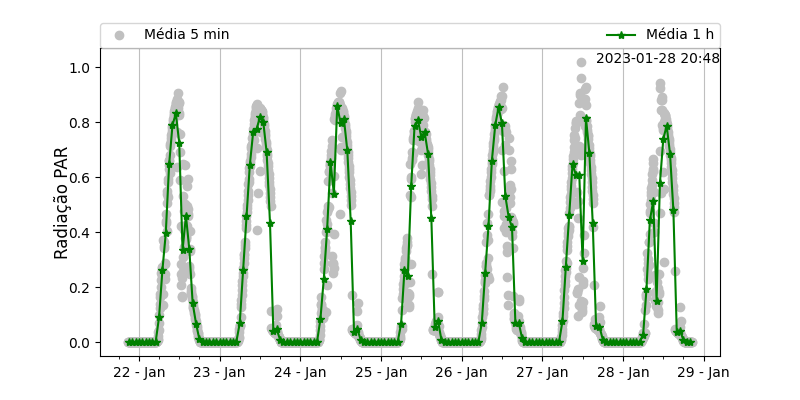 Média 5 min
Média 1 h
2023-01-28 20:48
Radiação PAR
1.0
0.8
0.6
0.4
0.2
0.0
22 - Jan
23 - Jan
24 - Jan
25 - Jan
26 - Jan
27 - Jan
28 - Jan
29 - Jan